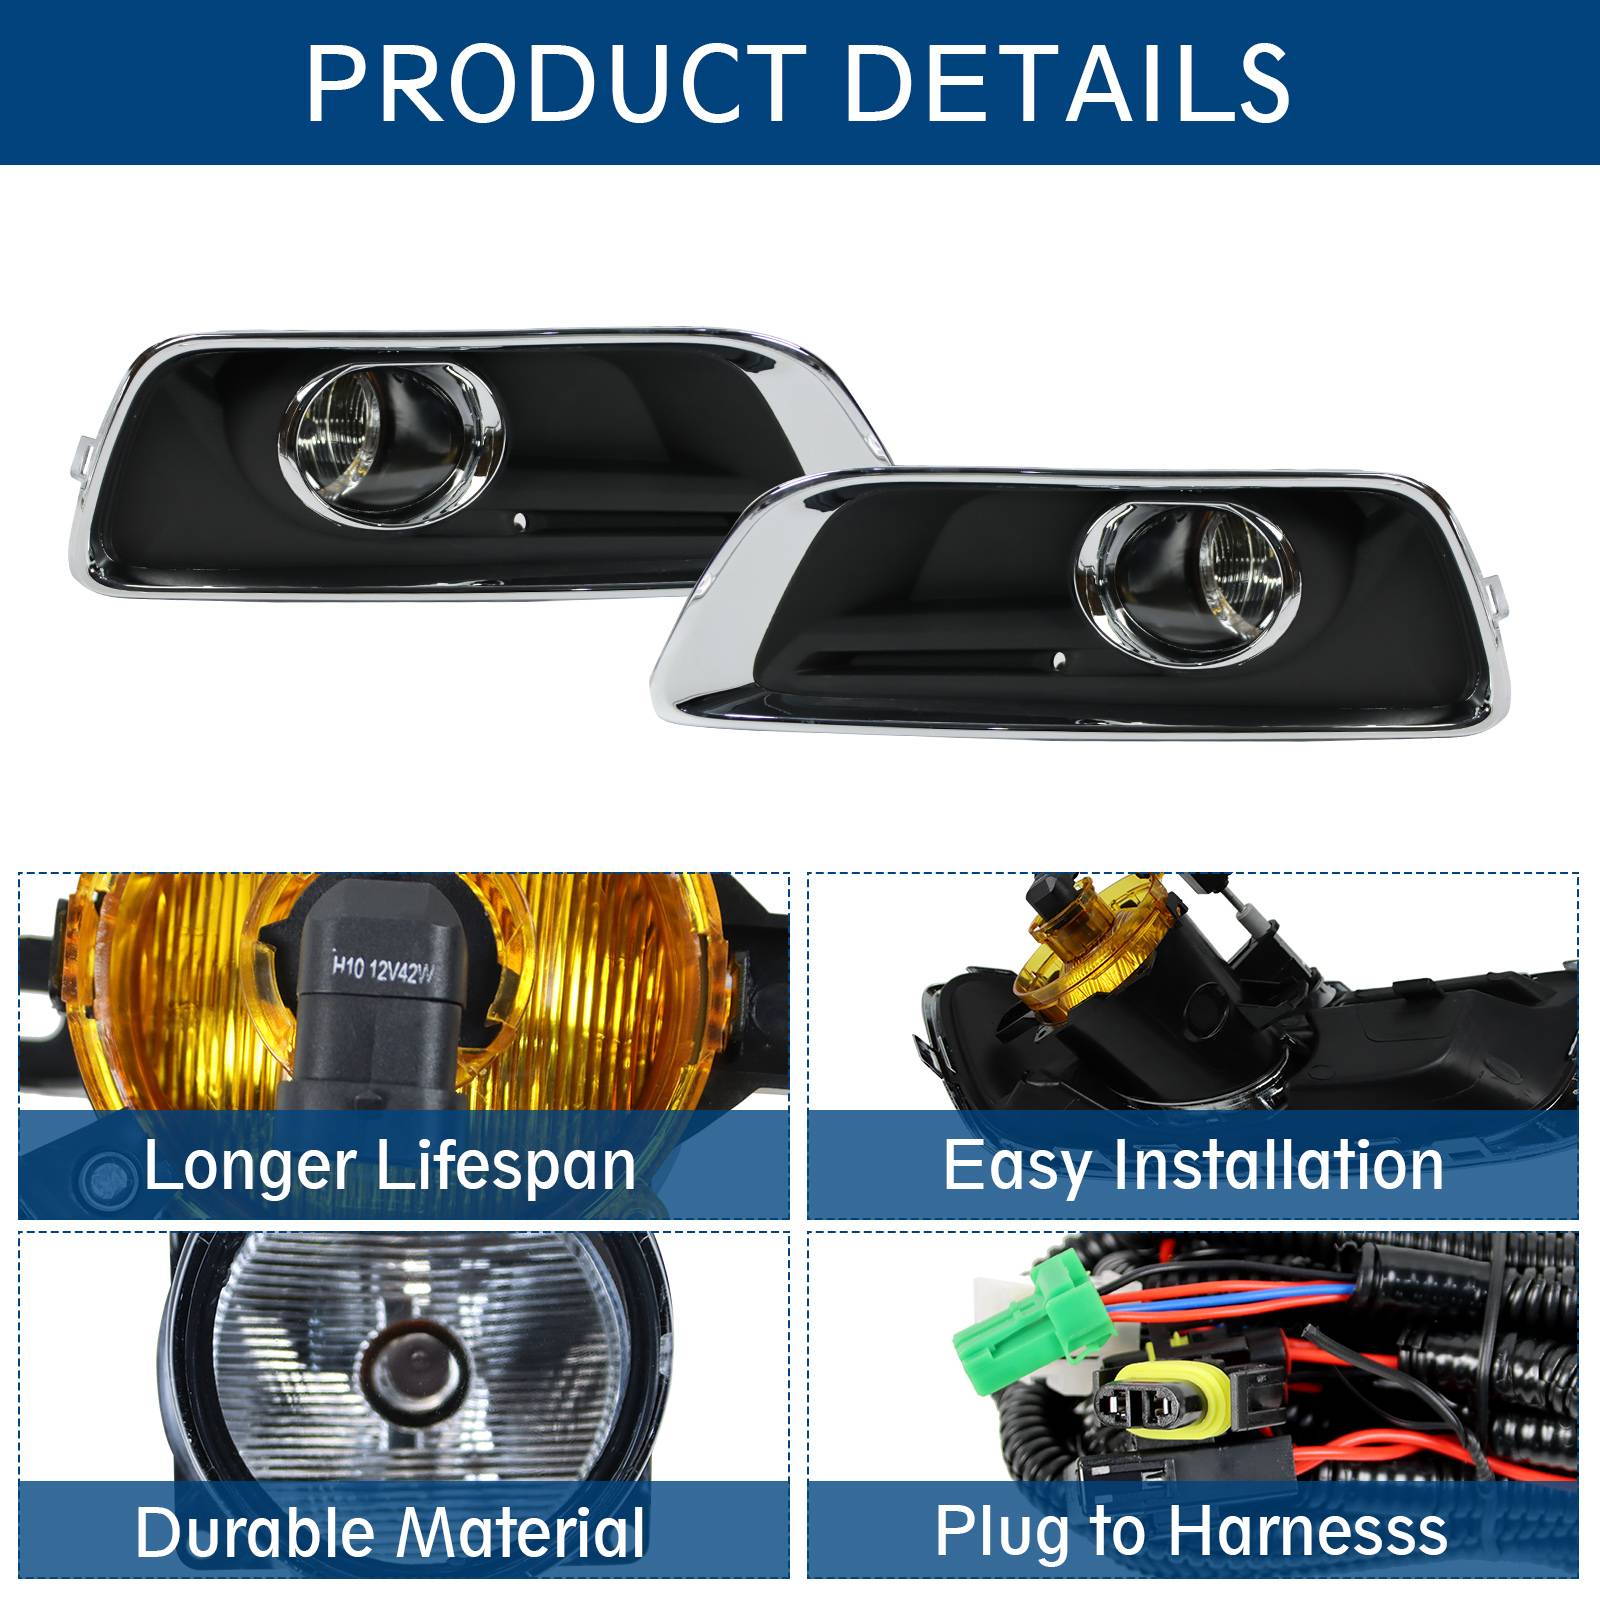 PRODUCT DETAILS
H10 12V42W
Longer Lifespan
Easy Installation
Durable Material
Plug to Harnesss